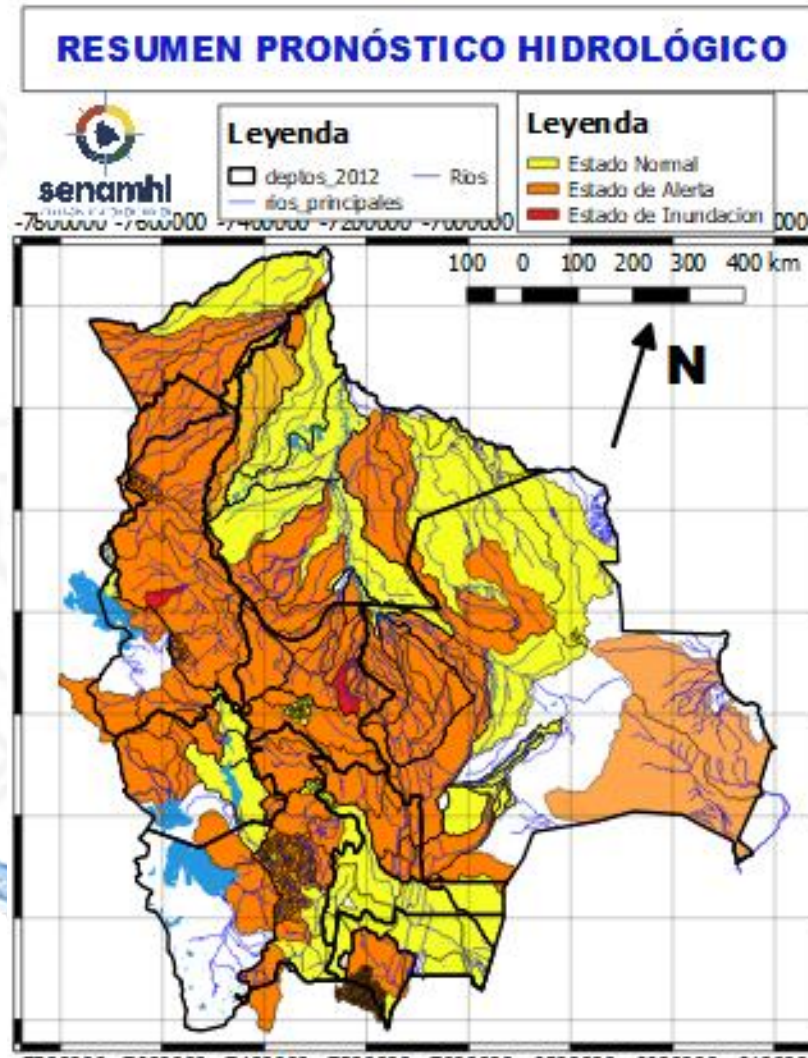 RESUMEN PRONÓSTICO HIDROLÓGICO
senamhi
Leyenda
deptos_2012
Rios
rios_principales
Leyenda
Estado Normal
Estado de Alerta
Estado de Inundacion
100 0 100 200 300 400 km
N